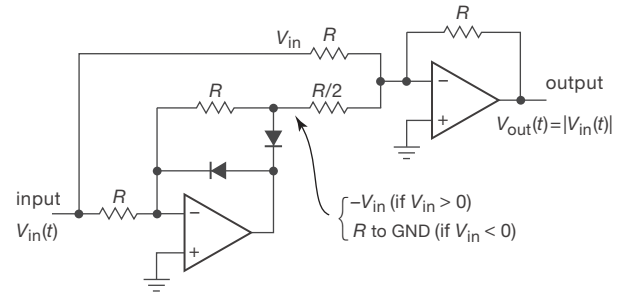 R
V_in R
R R/2
output
V_out(t)=|V_in(t)|
−
+
−V_in (if V_in > 0)
R to GND (if V_in < 0)
input
R
V_in(t)
−
+